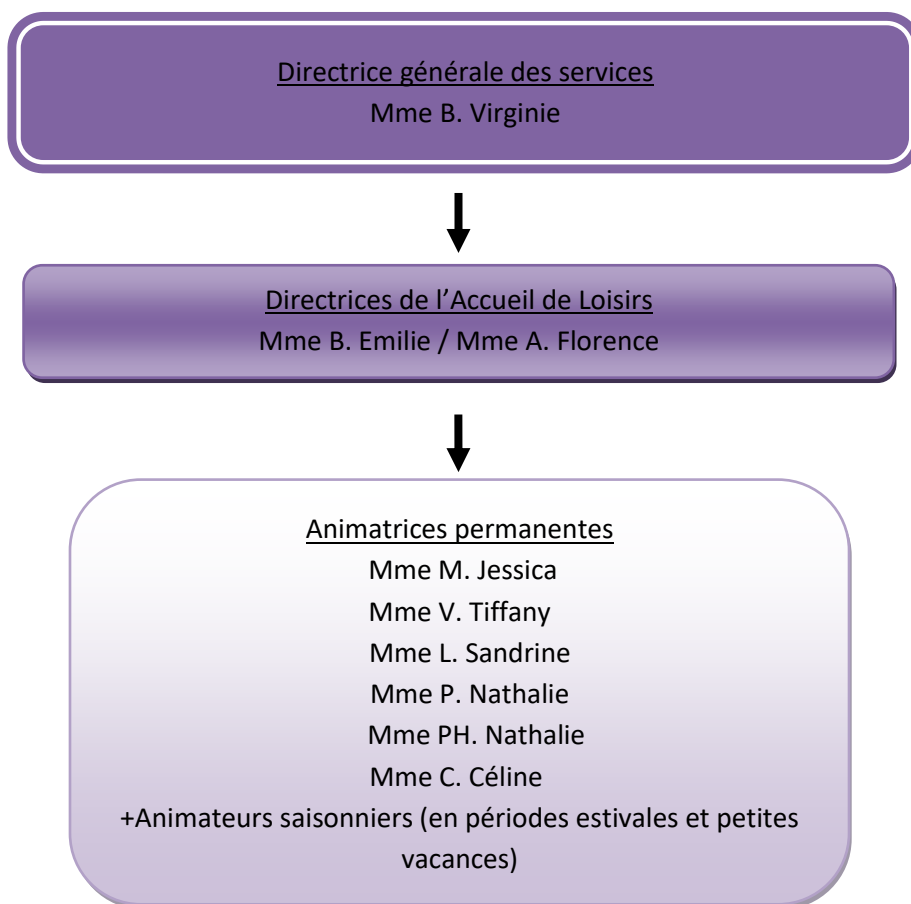 Directrice générale des services
Mme B. Virginie
Directrices de l’Accueil de Loisirs
Mme B. Emilie / Mme A. Florence
Animatrices permanentes
Mme M. Jessica
Mme V. Tiffany
Mme L. Sandrine
Mme P. Nathalie
Mme PH. Nathalie
Mme C. Céline
+Animateurs saisonniers (en périodes estivales et petites
vacances)